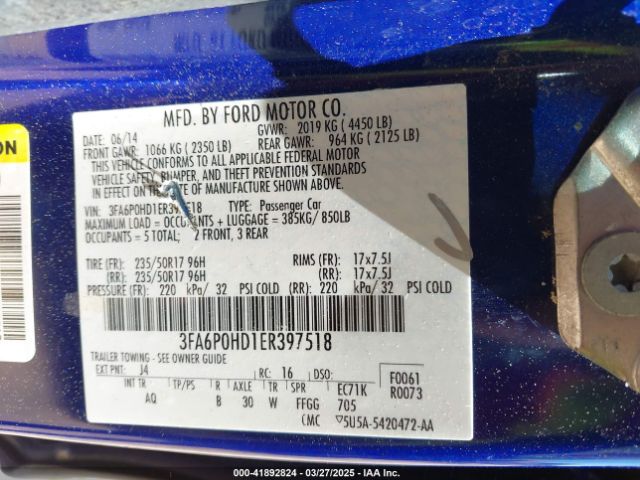 MFD. BY FORD MOTOR CO.
DATE: 06/14 GVWR: 2019 KG ( 4450 LB)
FRONT GAWR: 1066 KG ( 2350 LB) REAR GAWR: 964 KG ( 2125 LB)
THIS VEHICLE CONFORMS TO ALL APPLICABLE FEDERAL MOTOR
VEHICLE SAFETY, BUMPER, AND THEFT PREVENTION STANDARDS
IN EFFECT ON THE DATE OF MANUFACTURE SHOWN ABOVE.
VIN: 3FA6P0HD1ER397518 TYPE: Passenger Car
MAXIMUM LOAD = OCCUPANTS + LUGGAGE = 385KG/ 850LB
OCCUPANTS = 5 TOTAL; 2 FRONT, 3 REAR
TIRE (FR): 235/50R17 96H RIMS (FR): 17x7.5J
(RR): 235/50R17 96H (RR): 17x7.5J
PRESSURE (FR): 220 kPa/ 32 PSI COLD (RR): 220 kPa/ 32 PSI COLD
3FA6P0HD1ER397518
TRAILER TOWING - SEE OWNER GUIDE
EXT PNT: J4 RC: 16 DSO: F0061
INT TR TP/PS R AXLE TR SPR EC71K R0073
AQ B 30 W FFGG 705
CMC 5U5A-5420472-AA
ON
000-41892824 | 03/27/2025 | IAA Inc.